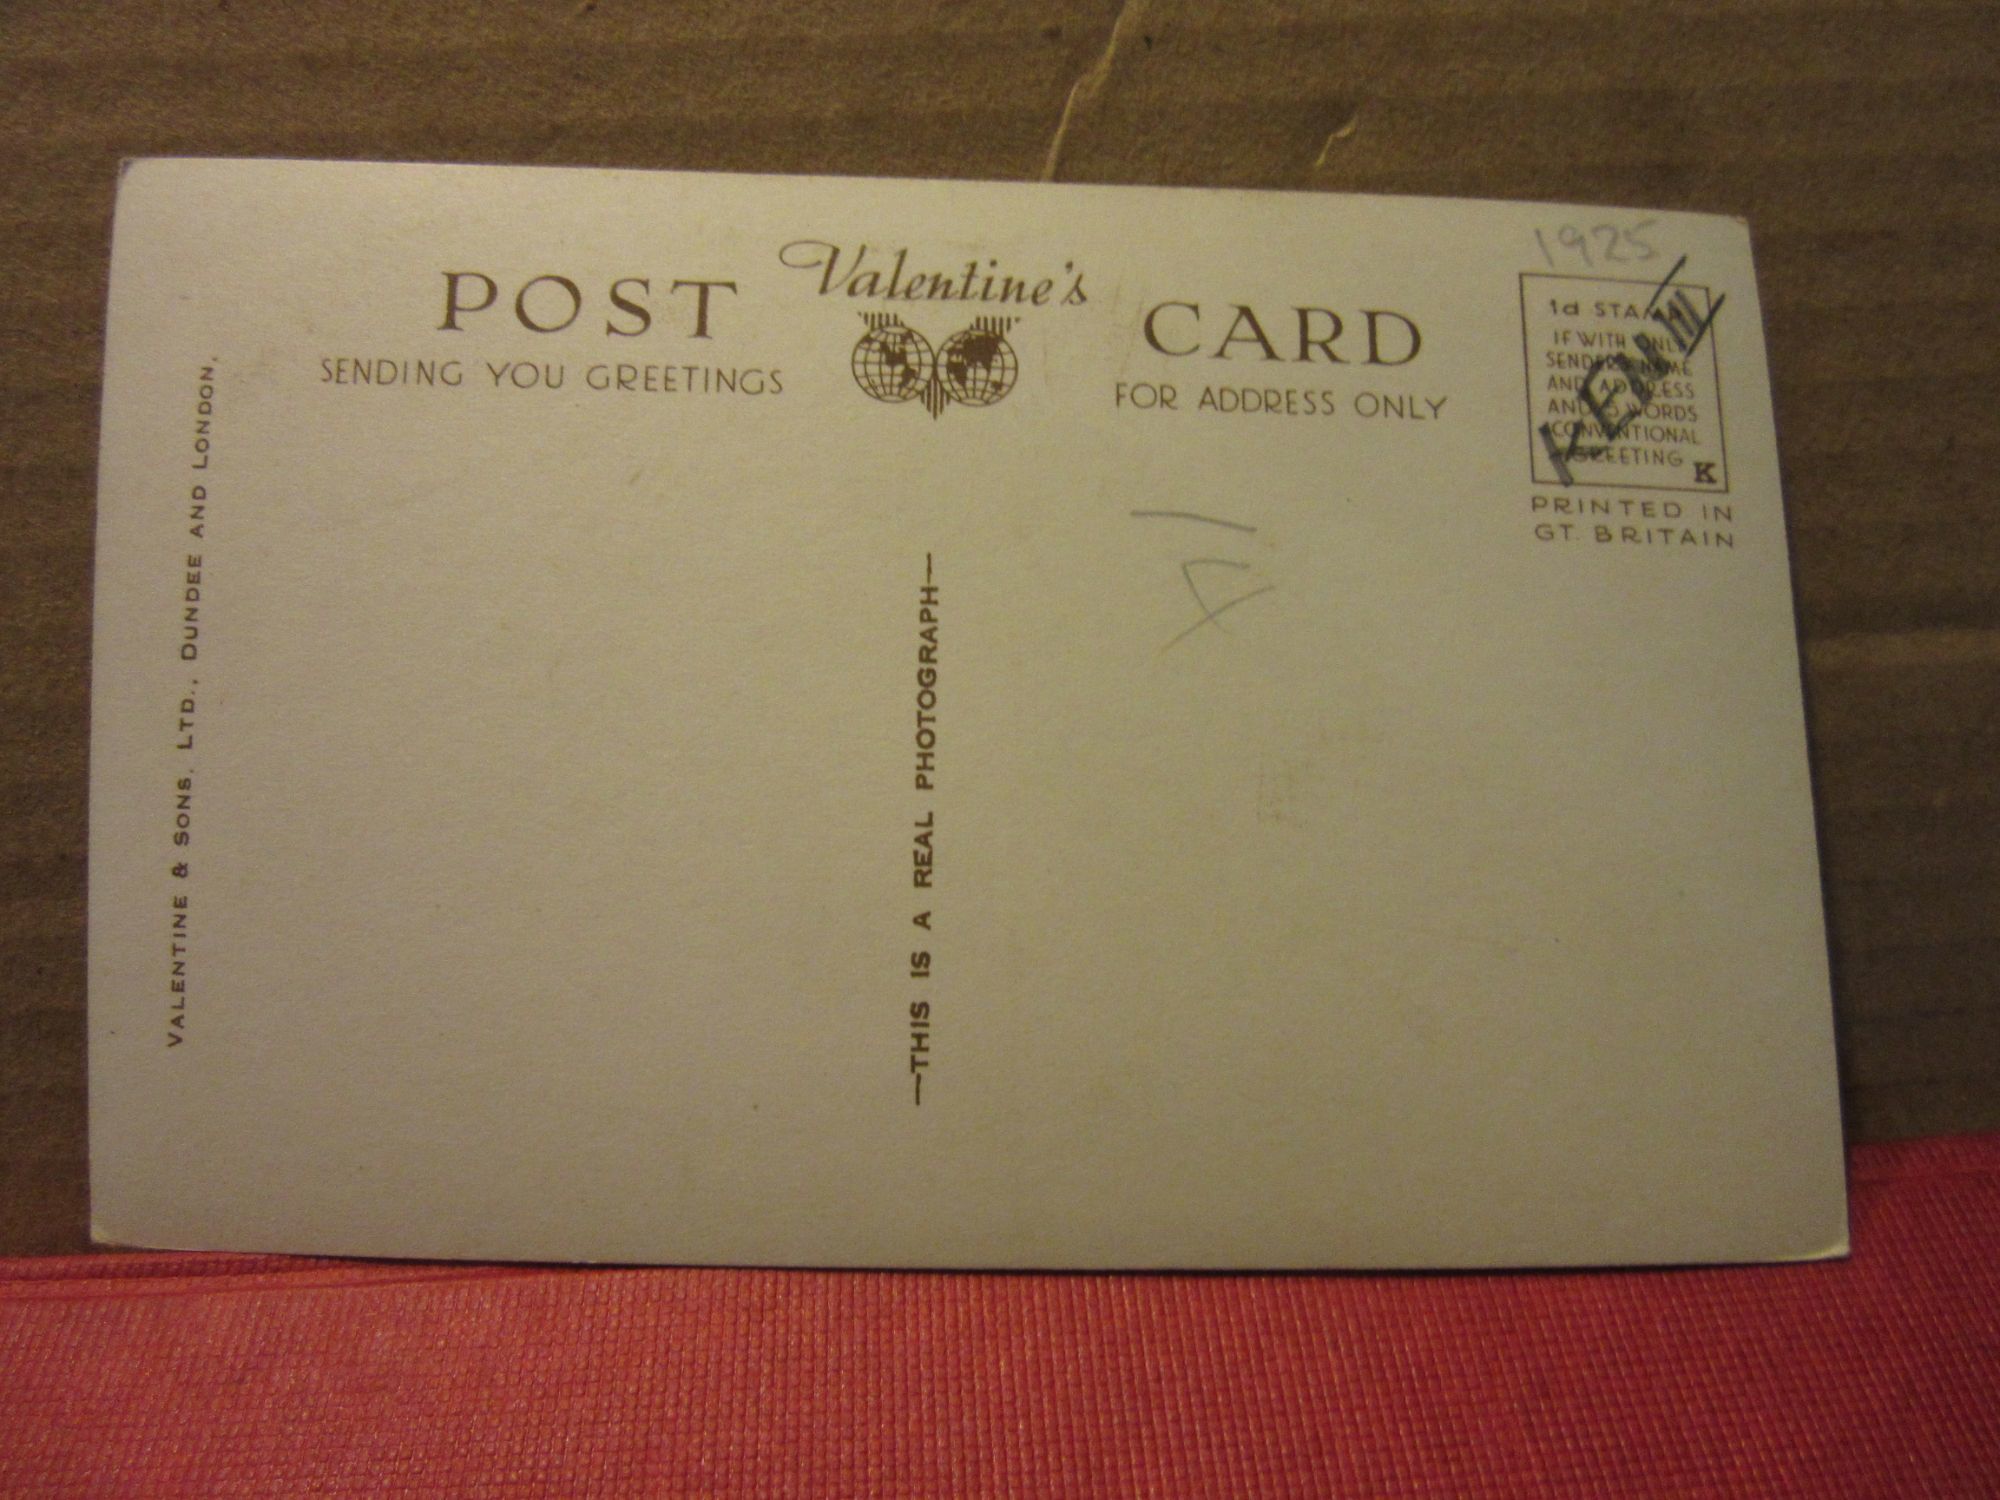 POST Valentine's CARD
SENDING YOU GREETINGS
FOR ADDRESS ONLY
1925
1d STAMP
IF WITH ONLY
SENDER'S NAME
AND ADDRESS
AND 5 WORDS
CONVENTIONAL
GREETING K
PRINTED IN
GT. BRITAIN
VALENTINE & SONS. LTD., DUNDEE AND LONDON.
—THIS IS A REAL PHOTOGRAPH—